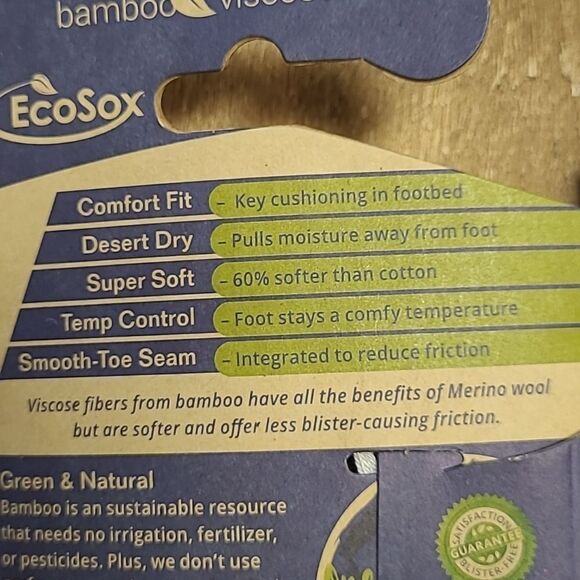 bamboo
EcoSox
Comfort Fit – Key cushioning in footbed
Desert Dry – Pulls moisture away from foot
Super Soft – 60% softer than cotton
Temp Control – Foot stays a comfy temperature
Smooth-Toe Seam – Integrated to reduce friction
Viscose fibers from bamboo have all the benefits of Merino wool
but are softer and offer less blister-causing friction.
Green & Natural
Bamboo is an sustainable resource
that needs no irrigation, fertilizer,
or pesticides. Plus, we don't use
SATISFACTION
GUARANTEE
BLISTER-FREE